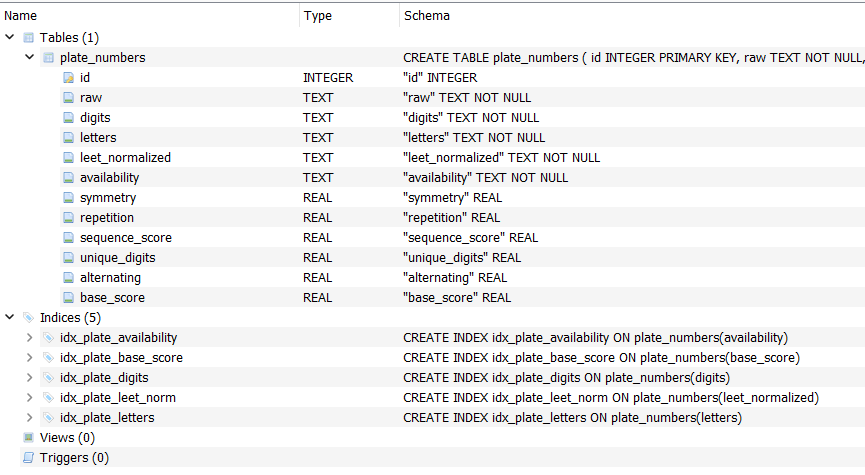 Name Type Schema
Tables (1)
plate_numbers CREATE TABLE plate_numbers ( id INTEGER PRIMARY KEY, raw TEXT NOT NULL,
id INTEGER "id" INTEGER
raw TEXT "raw" TEXT NOT NULL
digits TEXT "digits" TEXT NOT NULL
letters TEXT "letters" TEXT NOT NULL
leet_normalized TEXT "leet_normalized" TEXT NOT NULL
availability TEXT "availability" TEXT NOT NULL
symmetry REAL "symmetry" REAL
repetition REAL "repetition" REAL
sequence_score REAL "sequence_score" REAL
unique_digits REAL "unique_digits" REAL
alternating REAL "alternating" REAL
base_score REAL "base_score" REAL
Indices (5)
idx_plate_availability CREATE INDEX idx_plate_availability ON plate_numbers(availability)
idx_plate_base_score CREATE INDEX idx_plate_base_score ON plate_numbers(base_score)
idx_plate_digits CREATE INDEX idx_plate_digits ON plate_numbers(digits)
idx_plate_leet_norm CREATE INDEX idx_plate_leet_norm ON plate_numbers(leet_normalized)
idx_plate_letters CREATE INDEX idx_plate_letters ON plate_numbers(letters)
Views (0)
Triggers (0)